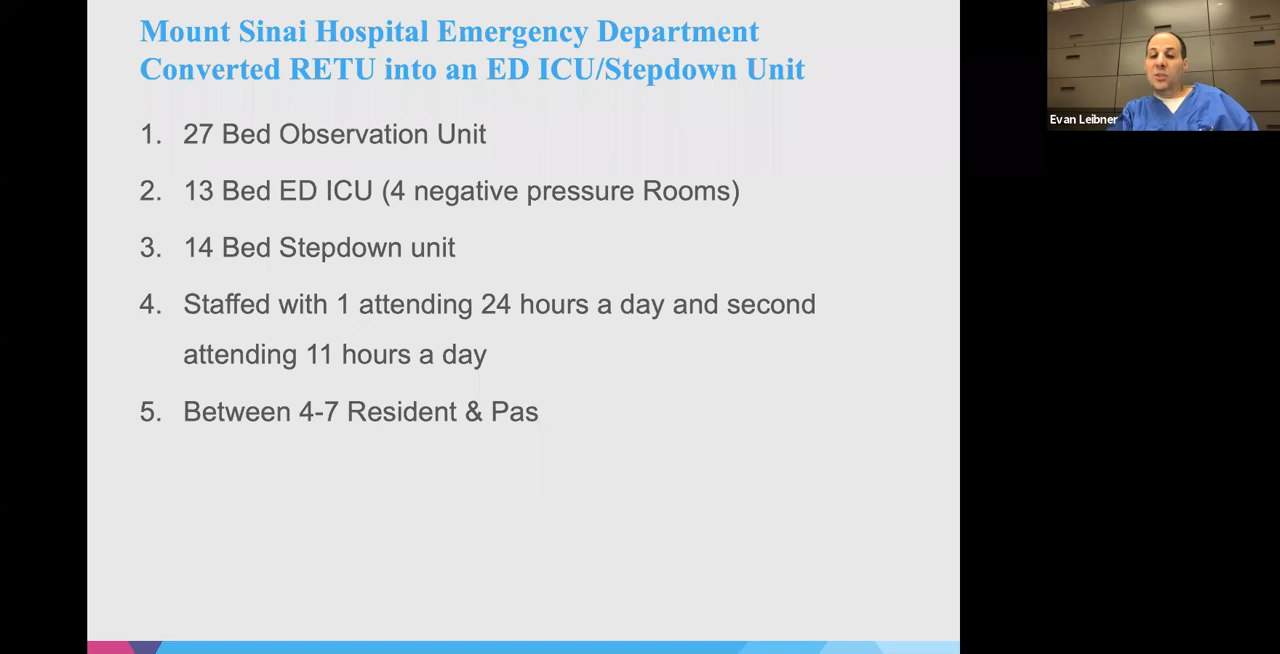 Mount Sinai Hospital Emergency Department
Converted RETU into an ED ICU/Stepdown Unit
1. 27 Bed Observation Unit
2. 13 Bed ED ICU (4 negative pressure Rooms)
3. 14 Bed Stepdown unit
4. Staffed with 1 attending 24 hours a day and second
attending 11 hours a day
5. Between 4-7 Resident & Pas
Evan Leibner